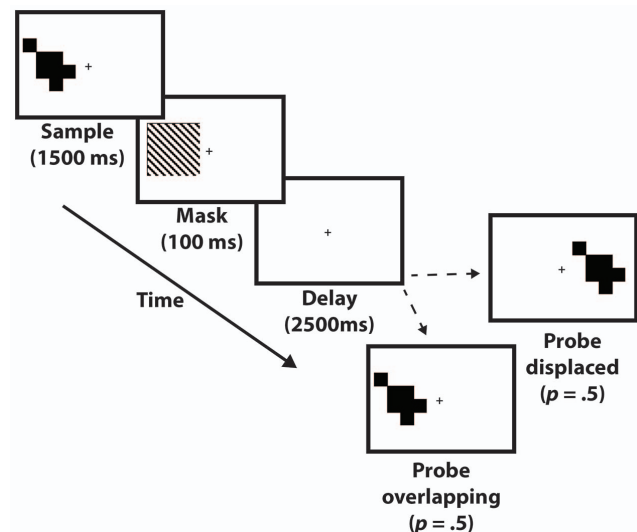 Sample
(1500 ms)
Mask
(100 ms)
Time
Delay
(2500ms)
Probe
displaced
(p = .5)
Probe
overlapping
(p = .5)